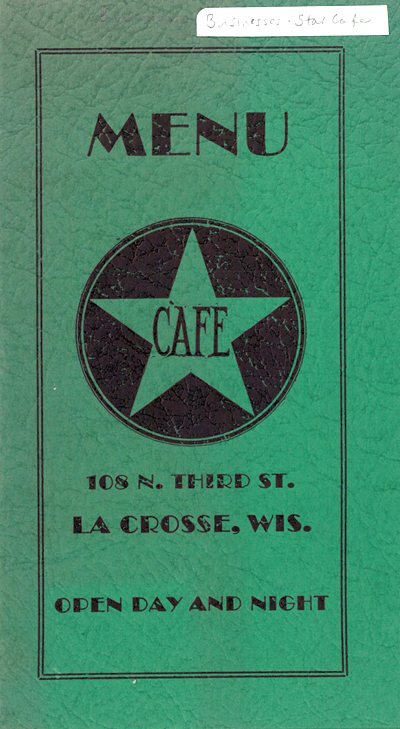 Businesses - Star Cafe
MENU
CAFE
108 N. THIRD ST.
LA CROSSE, WIS.
OPEN DAY AND NIGHT